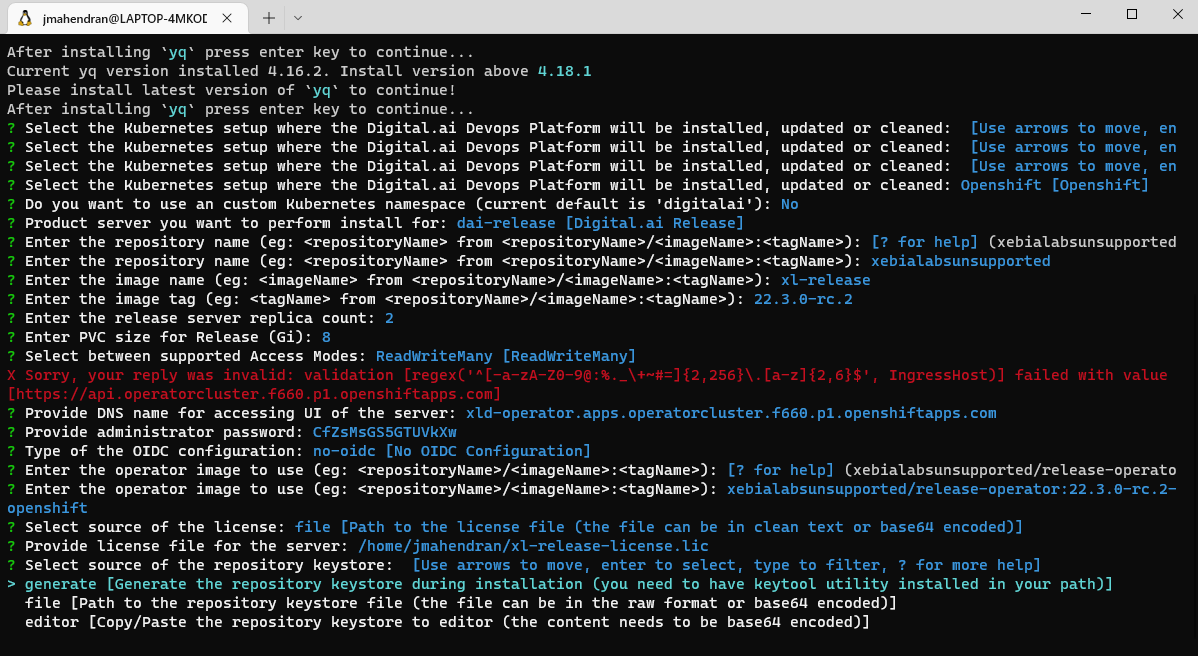 jmahendran@LAPTOP-4MKOD
After installing `yq` press enter key to continue...
Current yq version installed 4.16.2. Install version above 4.18.1
Please install latest version of `yq` to continue!
After installing `yq` press enter key to continue...
? Select the Kubernetes setup where the Digital.ai Devops Platform will be installed, updated or cleaned:  [Use arrows to move, en
? Select the Kubernetes setup where the Digital.ai Devops Platform will be installed, updated or cleaned:  [Use arrows to move, en
? Select the Kubernetes setup where the Digital.ai Devops Platform will be installed, updated or cleaned:  [Use arrows to move, en
? Select the Kubernetes setup where the Digital.ai Devops Platform will be installed, updated or cleaned: Openshift [Openshift]
? Do you want to use an custom Kubernetes namespace (current default is 'digitalai'): No
? Product server you want to perform install for: dai-release [Digital.ai Release]
? Enter the repository name (eg: <repositoryName> from <repositoryName>/<imageName>:<tagName>): [? for help] (xebialabsunsupported
? Enter the repository name (eg: <repositoryName> from <repositoryName>/<imageName>:<tagName>): xebialabsunsupported
? Enter the image name (eg: <imageName> from <repositoryName>/<imageName>:<tagName>): xl-release
? Enter the image tag (eg: <tagName> from <repositoryName>/<imageName>:<tagName>): 22.3.0-rc.2
? Enter the release server replica count: 2
? Enter PVC size for Release (Gi): 8
? Select between supported Access Modes: ReadWriteMany [ReadWriteMany]
X Sorry, your reply was invalid: validation [regex('^[-a-zA-Z0-9@:%._\+~#=]{2,256}\.[a-z]{2,6}$', IngressHost)] failed with value
[https://api.operatorcluster.f660.p1.openshiftapps.com]
? Provide DNS name for accessing UI of the server: xld-operator.apps.operatorcluster.f660.p1.openshiftapps.com
? Provide administrator password: CfZsMsGS5GTUVkXw
? Type of the OIDC configuration: no-oidc [No OIDC Configuration]
? Enter the operator image to use (eg: <repositoryName>/<imageName>:<tagName>): [? for help] (xebialabsunsupported/release-operato
? Enter the operator image to use (eg: <repositoryName>/<imageName>:<tagName>): xebialabsunsupported/release-operator:22.3.0-rc.2-
openshift
? Select source of the license: file [Path to the license file (the file can be in clean text or base64 encoded)]
? Provide license file for the server: /home/jmahendran/xl-release-license.lic
? Select source of the repository keystore:  [Use arrows to move, enter to select, type to filter, ? for more help]
> generate [Generate the repository keystore during installation (you need to have keytool utility installed in your path)]
  file [Path to the repository keystore file (the file can be in the raw format or base64 encoded)]
  editor [Copy/Paste the repository keystore to editor (the content needs to be base64 encoded)]